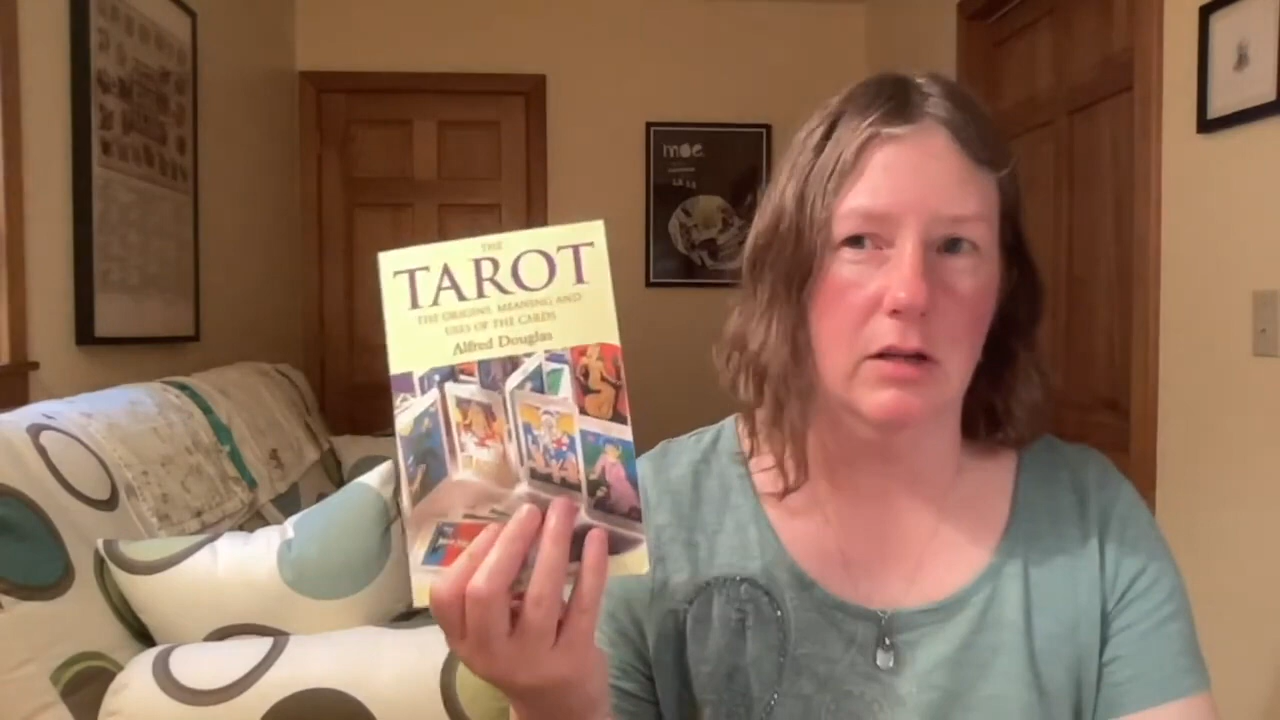 THE
TAROT
THE ORIGINS, MEANING AND
USES OF THE CARDS
Alfred Douglas
moe.